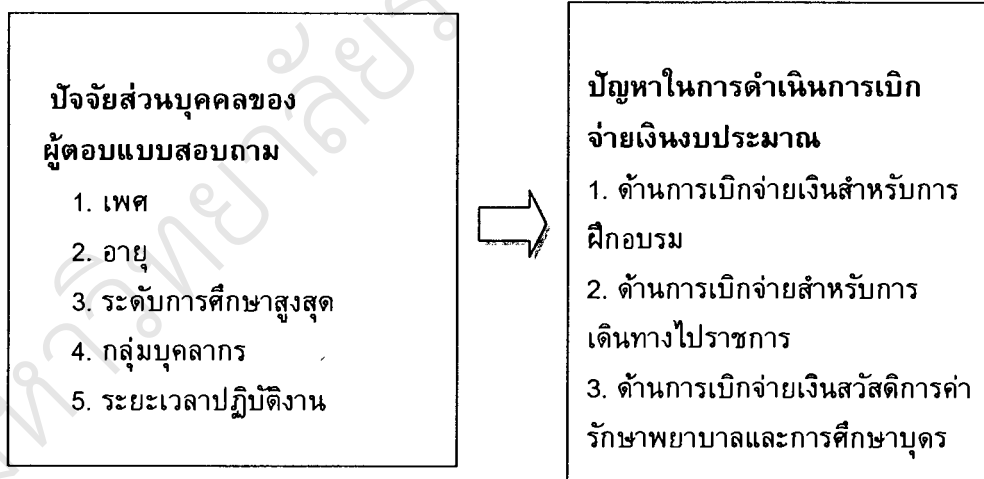 ปัจจัยส่วนบุคคลของ
ผู้ตอบแบบสอบถาม
1. เพศ
2. อายุ
3. ระดับการศึกษาสูงสุด
4. กลุ่มบุคลากร
5. ระยะเวลาปฏิบัติงาน
ปัญหาในการดำเนินการเบิก
จ่ายเงินงบประมาณ
1. ด้านการเบิกจ่ายเงินสำหรับการ
ฝึกอบรม
2. ด้านการเบิกจ่ายสำหรับการ
เดินทางไปราชการ
3. ด้านการเบิกจ่ายเงินสวัสดิการค่า
รักษาพยาบาลและการศึกษาบุตร